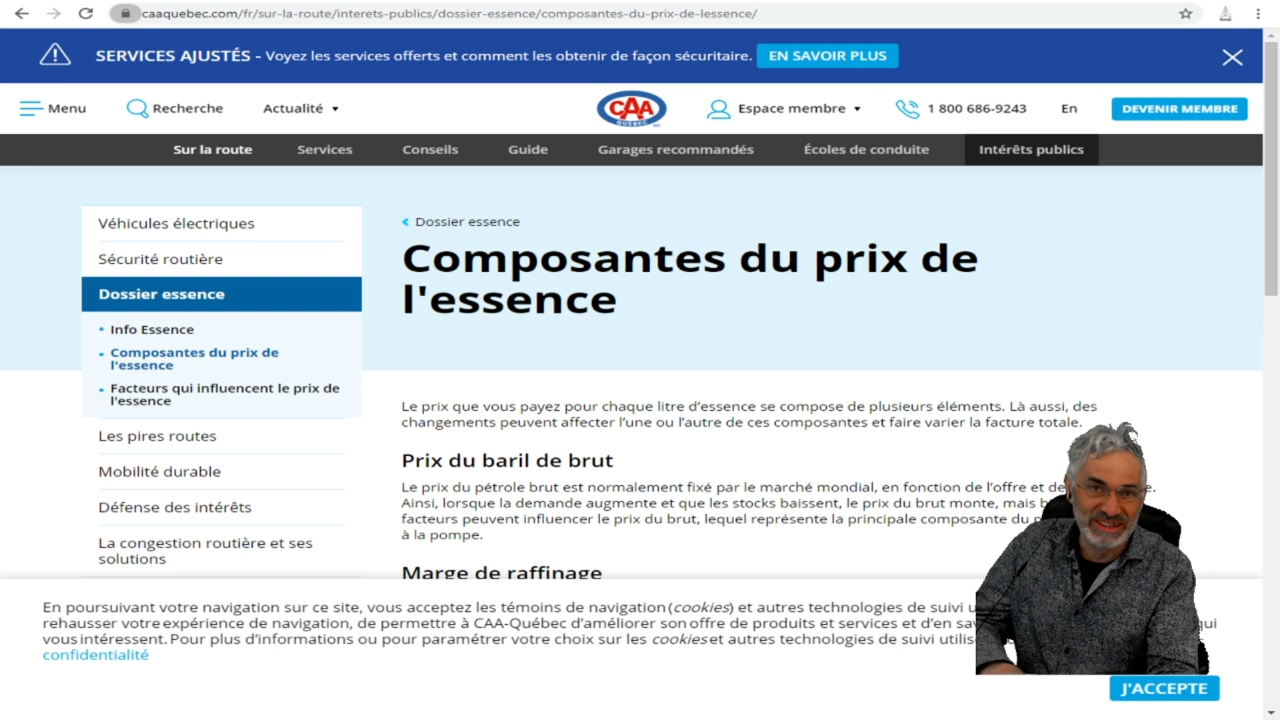 caaquebec.com/fr/sur-la-route/interets-publics/dossier-essence/composantes-du-prix-de-lessence/
SERVICES AJUSTÉS - Voyez les services offerts et comment les obtenir de façon sécuritaire. EN SAVOIR PLUS
Menu Recherche Actualité CAA QUÉBEC Espace membre 1 800 686-9243 En DEVENIR MEMBRE
Sur la route Services Conseils Guide Garages recommandés Écoles de conduite Intérêts publics
Véhicules électriques
Sécurité routière
Dossier essence
• Info Essence
• Composantes du prix de
l'essence
• Facteurs qui influencent le prix de
l'essence
Les pires routes
Mobilité durable
Défense des intérêts
La congestion routière et ses
solutions
Dossier essence
Composantes du prix de
l'essence
Le prix que vous payez pour chaque litre d’essence se compose de plusieurs éléments. Là aussi, des
changements peuvent affecter l’une ou l’autre de ces composantes et faire varier la facture totale.
Prix du baril de brut
Le prix du pétrole brut est normalement fixé par le marché mondial, en fonction de l’offre et de
Ainsi, lorsque la demande augmente et que les stocks baissent, le prix du brut monte, mais
facteurs peuvent influencer le prix du brut, lequel représente la principale composante du
à la pompe.
Marge de raffinage
En poursuivant votre navigation sur ce site, vous acceptez les témoins de navigation (cookies) et autres technologies de suivi
rehausser votre expérience de navigation, de permettre à CAA-Québec d’améliorer son offre de produits et services et d’en qui
vous intéressent. Pour plus d’informations ou pour paramétrer votre choix sur les cookies et autres technologies de suivi
confidentialité
J'ACCEPTE